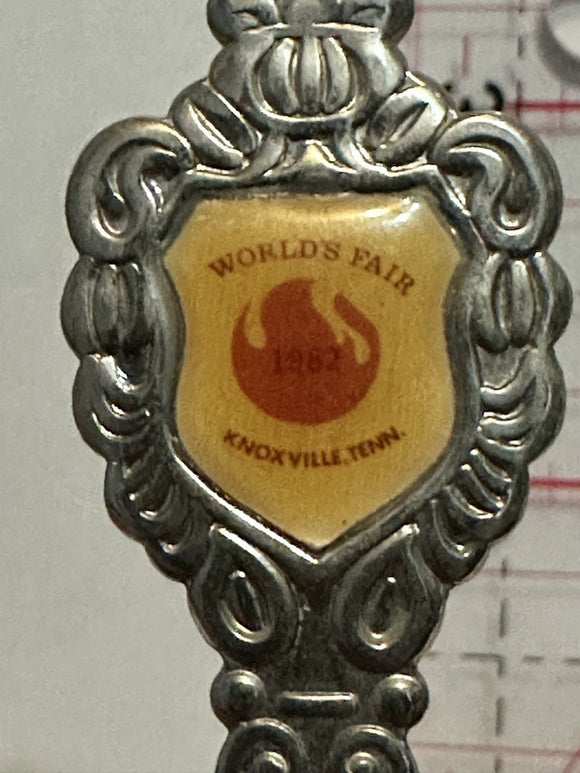 WORLD'S FAIR
1982
KNOXVILLE, TENN.